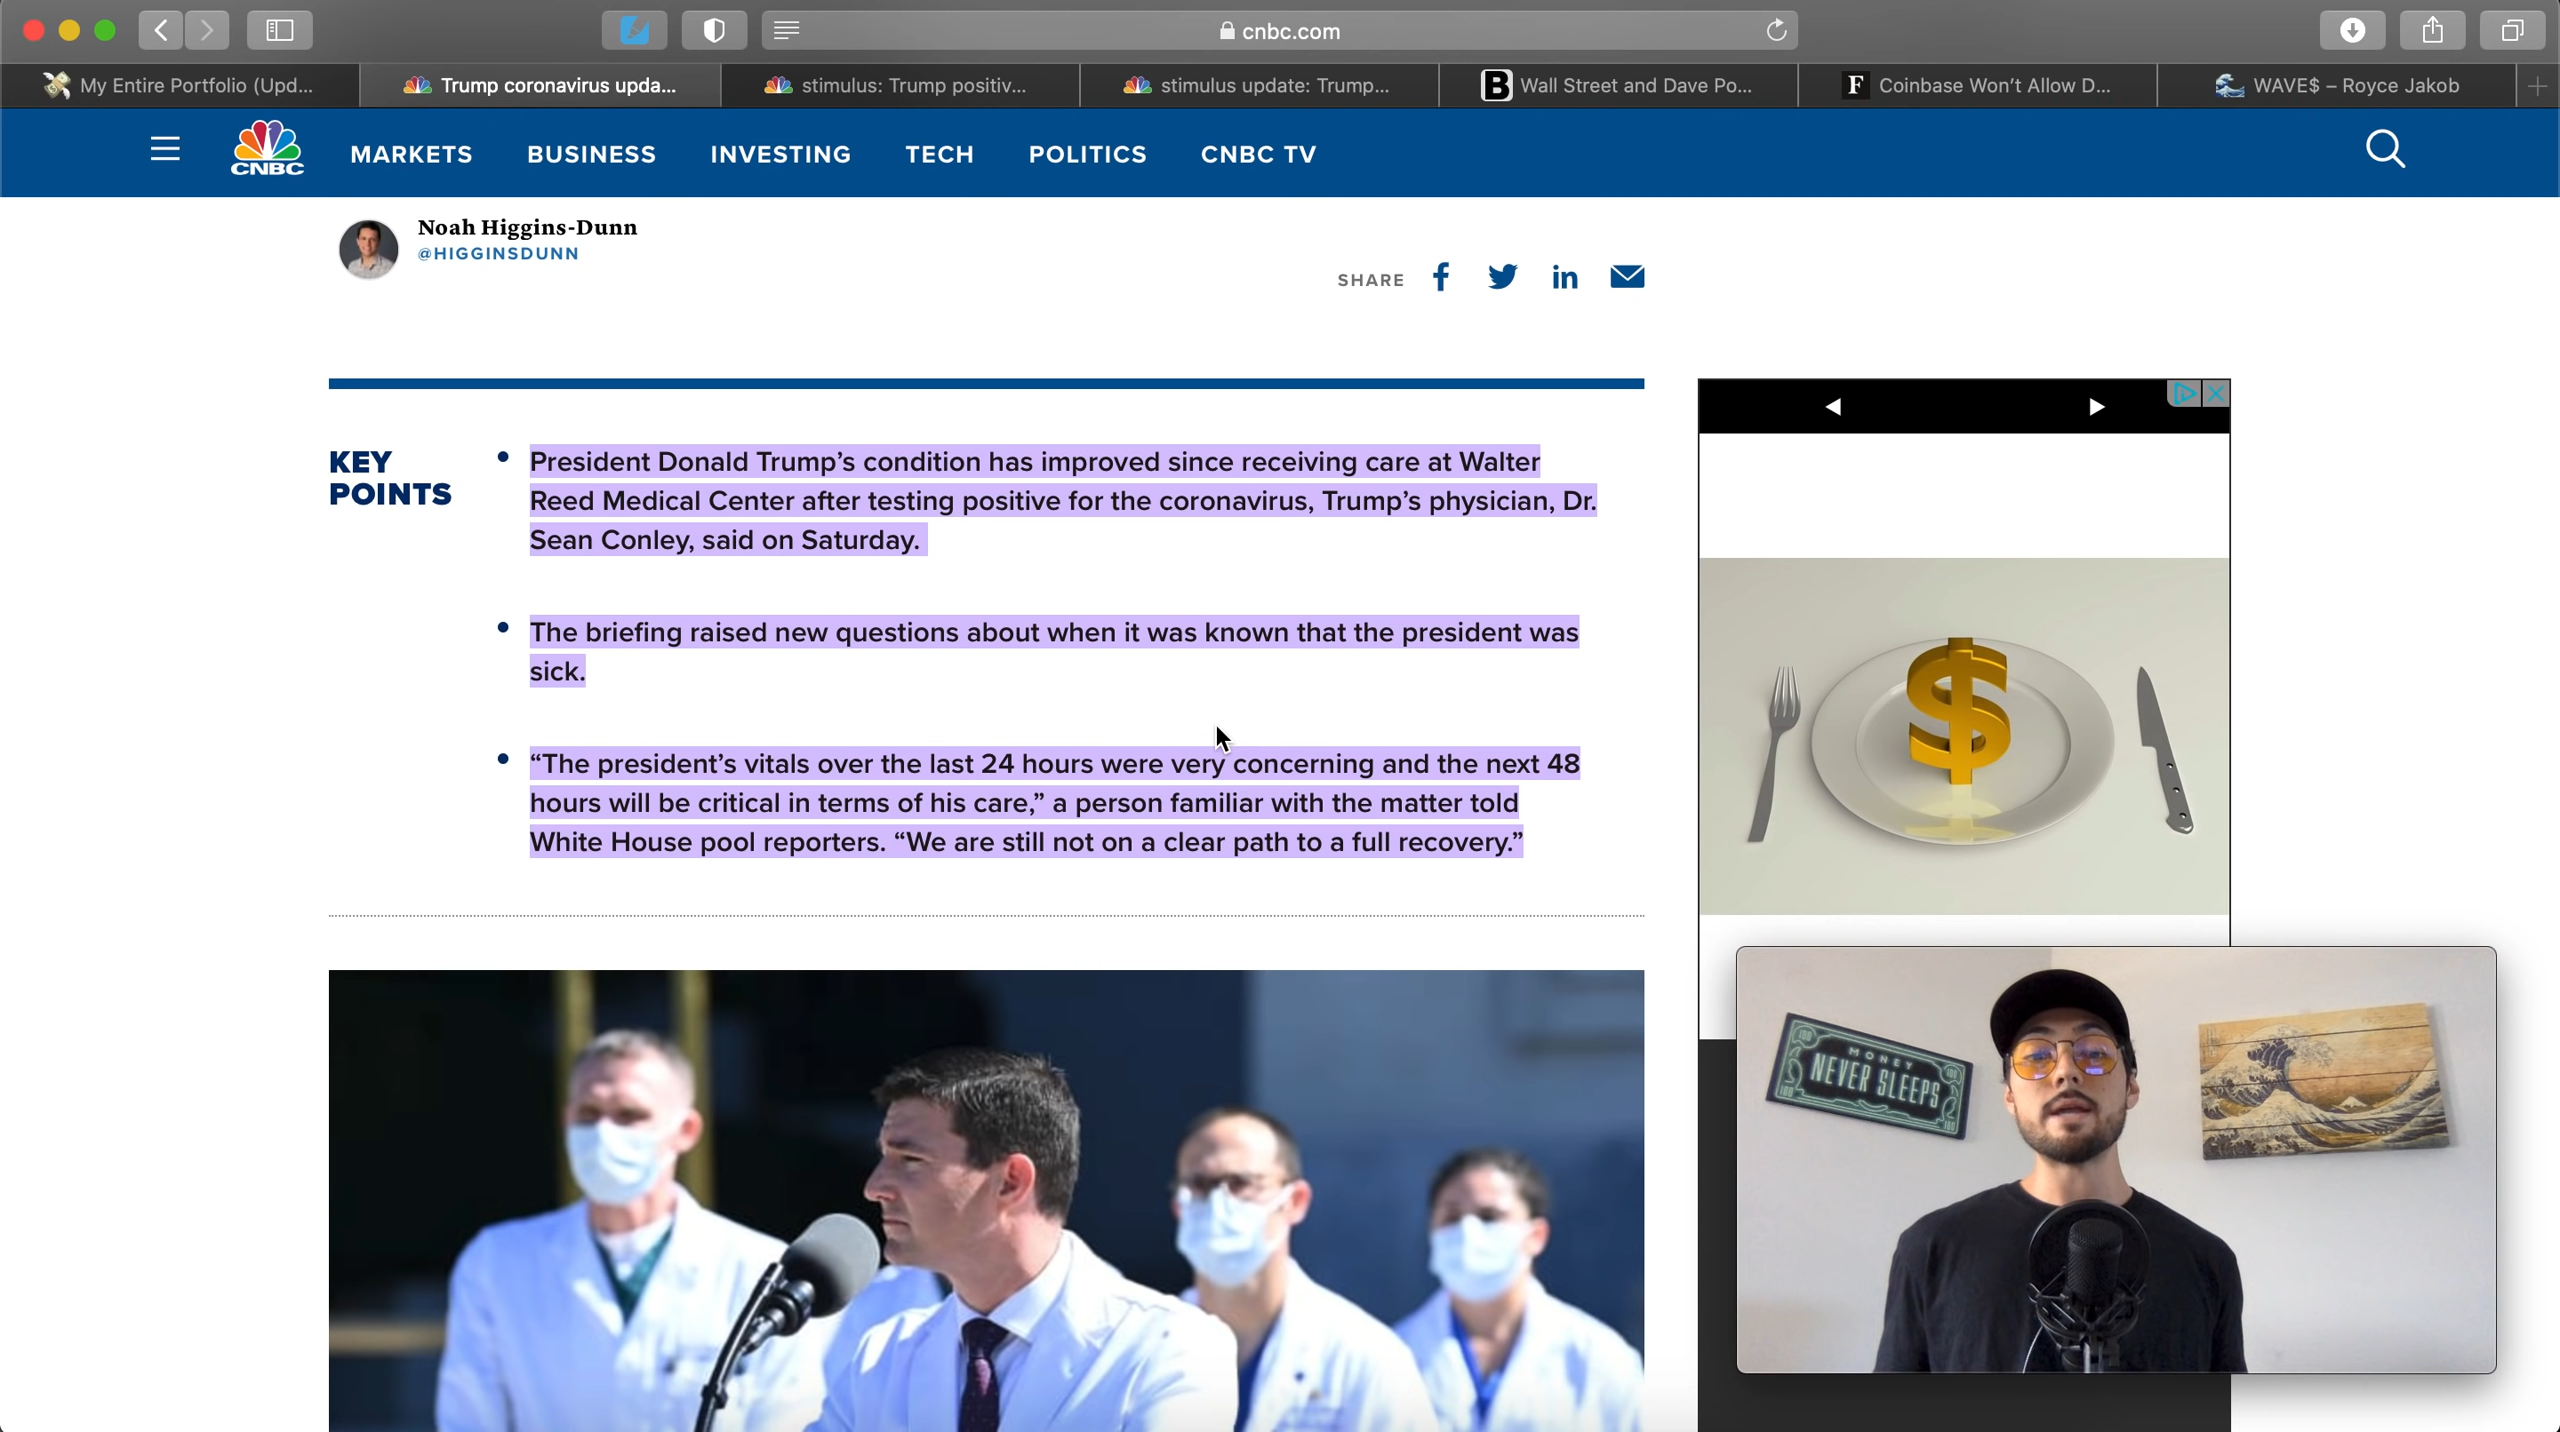 cnbc.com
My Entire Portfolio (Upd...
Trump coronavirus upda...
stimulus: Trump positiv...
stimulus update: Trump...
B
Wall Street and Dave Po...
F
Coinbase Won’t Allow D...
WAVE$ – Royce Jakob
CNBC
MARKETS
BUSINESS
INVESTING
TECH
POLITICS
CNBC TV
Noah Higgins-Dunn
@HIGGINSDUNN
SHARE
KEY
POINTS
President Donald Trump’s condition has improved since receiving care at Walter
Reed Medical Center after testing positive for the coronavirus, Trump’s physician, Dr.
Sean Conley, said on Saturday.
The briefing raised new questions about when it was known that the president was
sick.
“The president’s vitals over the last 24 hours were very concerning and the next 48
hours will be critical in terms of his care,” a person familiar with the matter told
White House pool reporters. “We are still not on a clear path to a full recovery.”
$
100
100
MONEY
NEVER SLEEPS
100
100